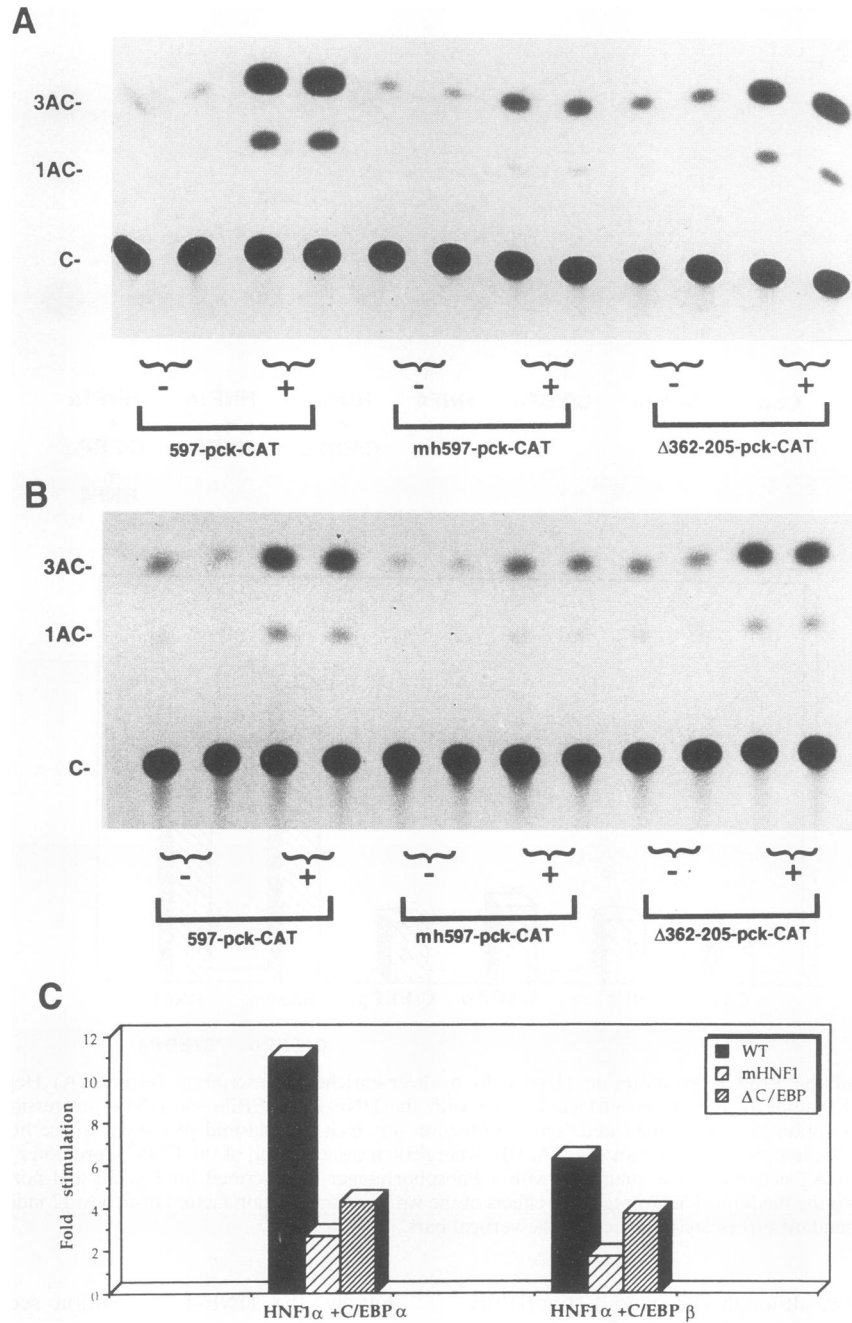 A
3AC-
1AC-
C-
- + - + - +
597-pck-CAT mh597-pck-CAT Δ362-205-pck-CAT
B
3AC-
1AC-
C-
- + - + - +
597-pck-CAT mh597-pck-CAT Δ362-205-pck-CAT
C
12
10
8
6
4
2
0
Fold stimulation
WT
mHNF1
Δ C/EBP
HNF1α +C/EBP α HNF1α +C/EBP β